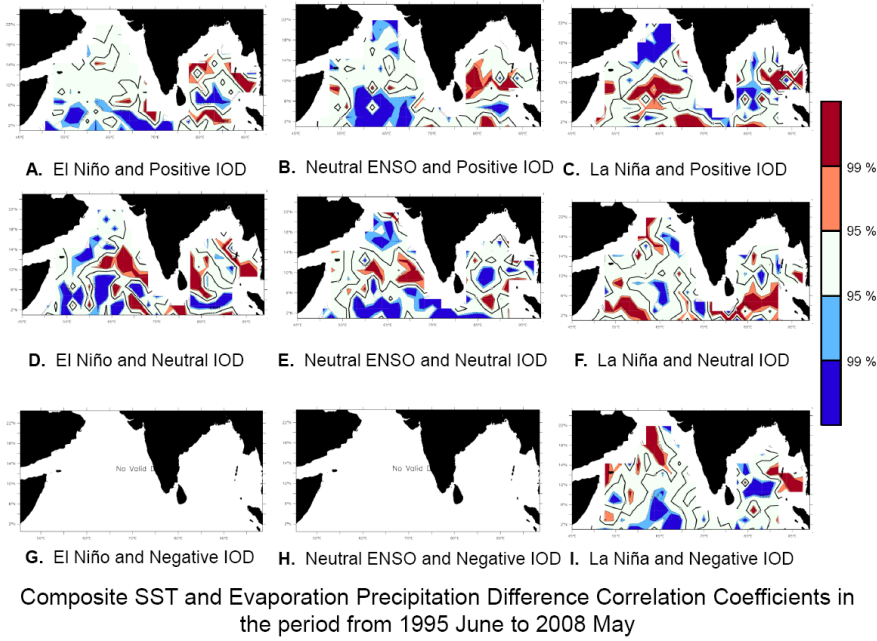 A. El Niño and Positive IOD
B. Neutral ENSO and Positive IOD
C. La Niña and Positive IOD
99 %
95 %
95 %
99 %
D. El Niño and Neutral IOD
E. Neutral ENSO and Neutral IOD
F. La Niña and Neutral IOD
No Valid D
No Valid D
G. El Niño and Negative IOD
H. Neutral ENSO and Negative IOD
I. La Niña and Negative IOD
Composite SST and Evaporation Precipitation Difference Correlation Coefficients in
the period from 1995 June to 2008 May